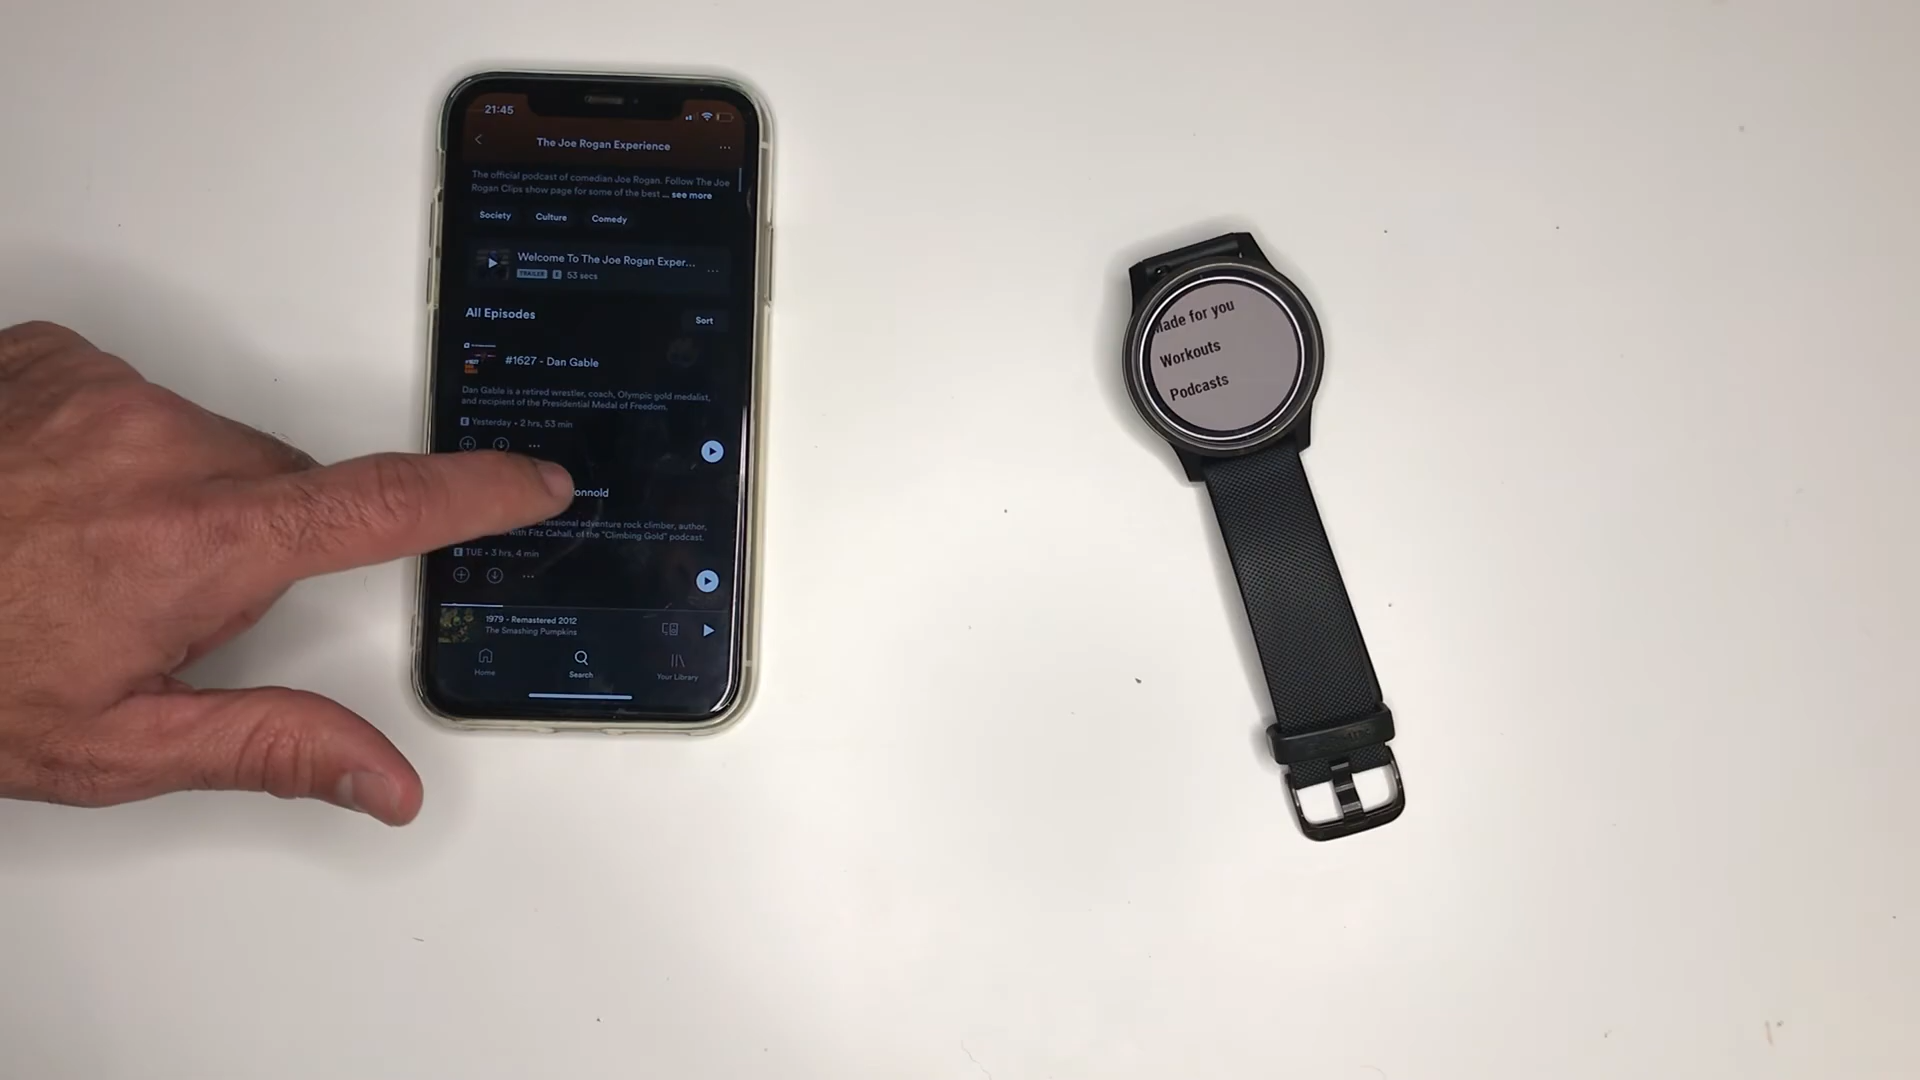 21:45
The Joe Rogan Experience
The official podcast of comedian Joe Rogan. Follow The Joe
Rogan Clips show page for some of the best ... see more
Society Culture Comedy
Welcome To The Joe Rogan Exper...
TRAILER E 53 secs
All Episodes
Sort
#1627 - Dan Gable
Dan Gable is a retired wrestler, coach, Olympic gold medalist,
and recipient of the Presidential Medal of Freedom.
E Yesterday • 2 hrs, 53 min
onnold
adventure rock climber, author,
with Fitz Cahall, of the "Climbing Gold" podcast.
E TUE • 3 hrs, 4 min
1979 - Remastered 2012
The Smashing Pumpkins
Home Search Your Library
Made for you
Workouts
Podcasts